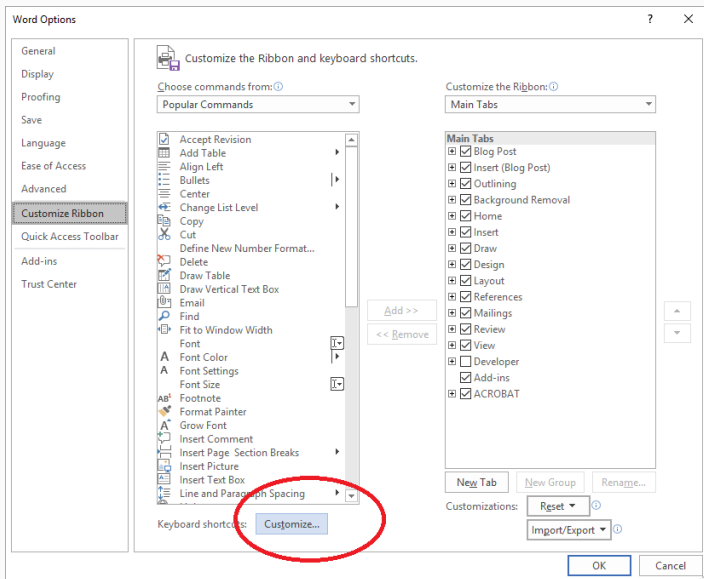 Word Options
?
General
Display
Proofing
Save
Language
Ease of Access
Advanced
Customize Ribbon
Quick Access Toolbar
Add-ins
Trust Center
Customize the Ribbon and keyboard shortcuts.
Choose commands from:
Popular Commands
Accept Revision
Add Table
Align Left
Bullets
Center
Change List Level
Copy
Cut
Define New Number Format...
Delete
Draw Table
Draw Vertical Text Box
Email
Find
Fit to Window Width
Font
Font Color
Font Settings
Font Size
Footnote
Format Painter
Grow Font
Insert Comment
Insert Page Section Breaks
Insert Picture
Insert Text Box
Line and Paragraph Spacing
Keyboard shortcuts:
Customize...
Add >>
<< Remove
Customize the Ribbon:
Main Tabs
Main Tabs
Blog Post
Insert (Blog Post)
Outlining
Background Removal
Home
Insert
Draw
Design
Layout
References
Mailings
Review
View
Developer
Add-ins
ACROBAT
New Tab
New Group
Rename...
Customizations:
Reset
Import/Export
OK
Cancel